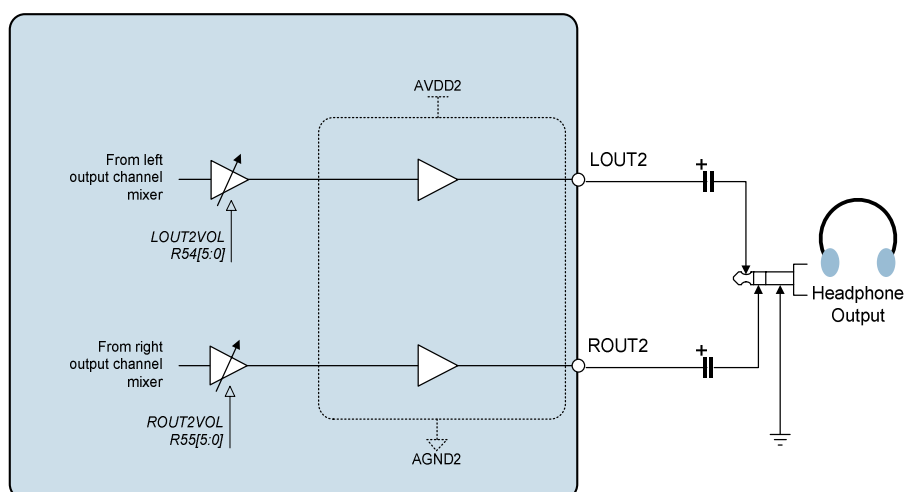 AVDD2
From left
output channel
mixer
LOUT2VOL
R54[5:0]
LOUT2
+
Headphone
Output
From right
output channel
mixer
ROUT2VOL
R55[5:0]
ROUT2
+
AGND2